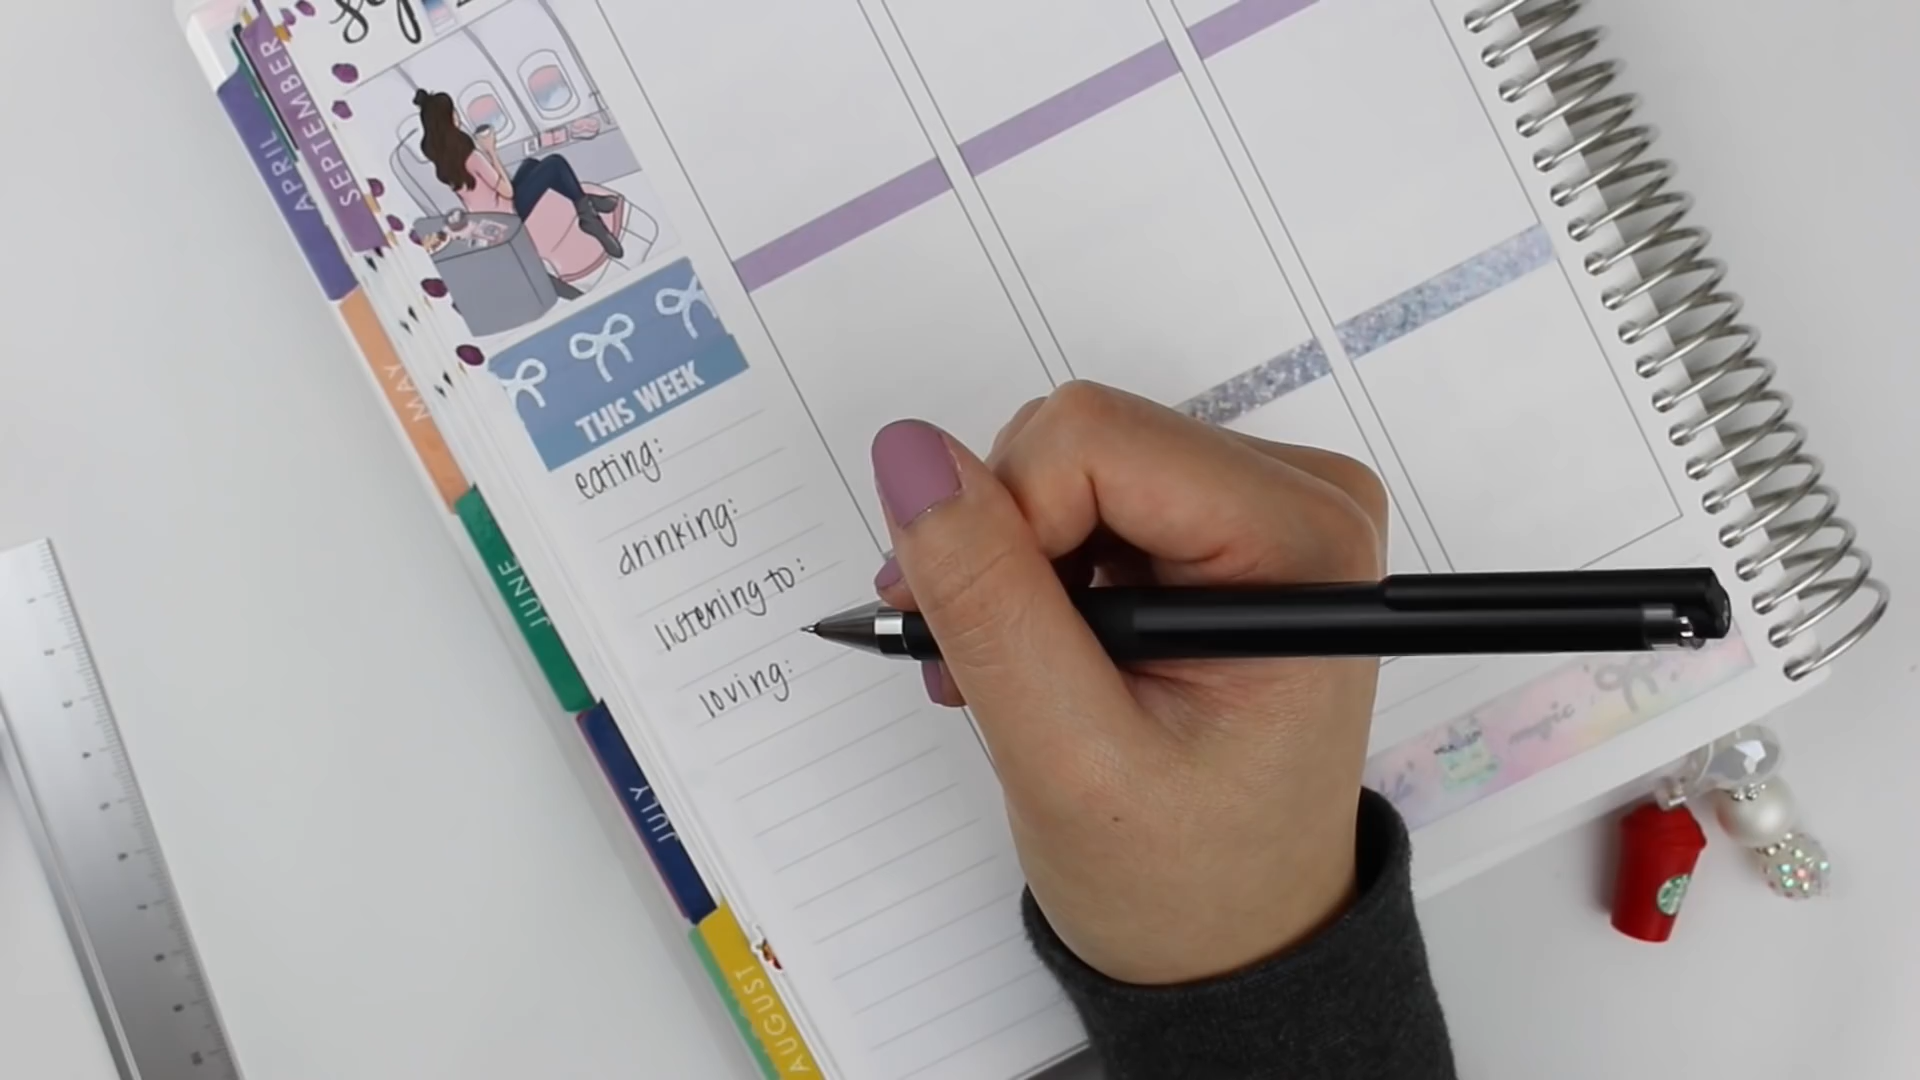 SEPTEMBER
APRIL
MAY
JUNE
JULY
AUGUST
THIS WEEK
eating:
drinking:
listening to:
loving:
magic